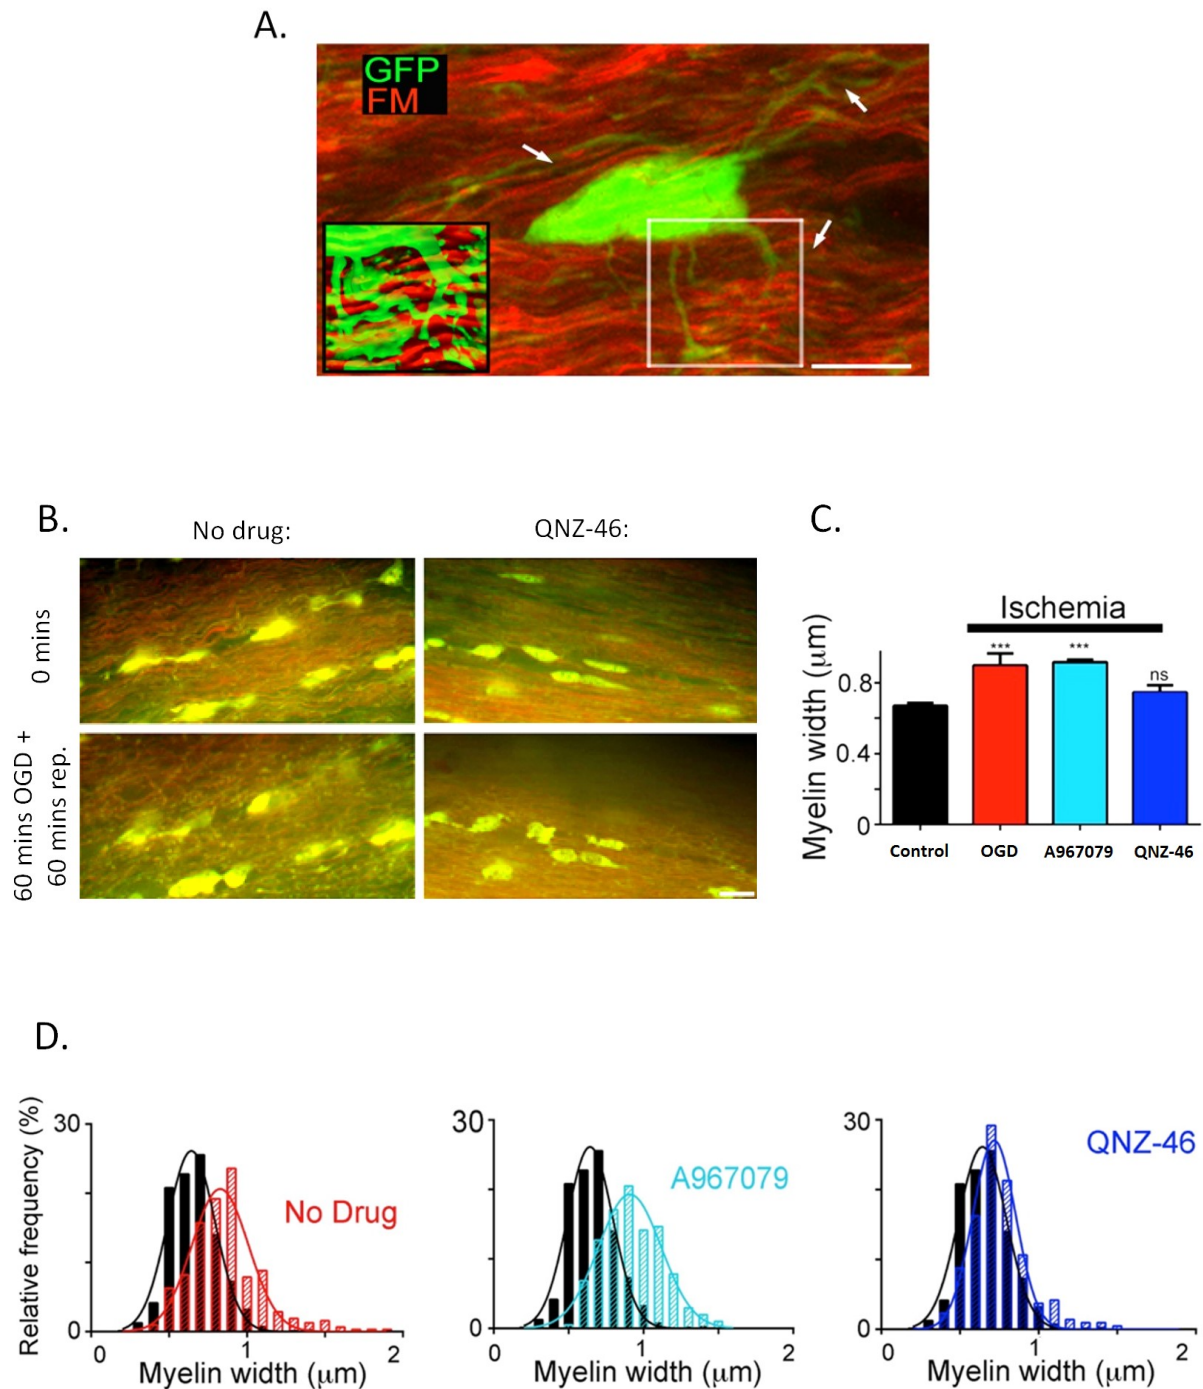 A.
GFP
FM
B.
No drug:
QNZ-46:
0 mins
60 mins OGD +
60 mins rep.
C.
Ischemia
***
***
ns
Myelin width (μm)
0.8
0.4
0
Control
OGD
A967079
QNZ-46
D.
Relative frequency (%)
30
0
No Drug
0
1
2
Myelin width (μm)
30
0
A967079
0
1
2
Myelin width (μm)
30
0
QNZ-46
0
1
2
Myelin width (μm)